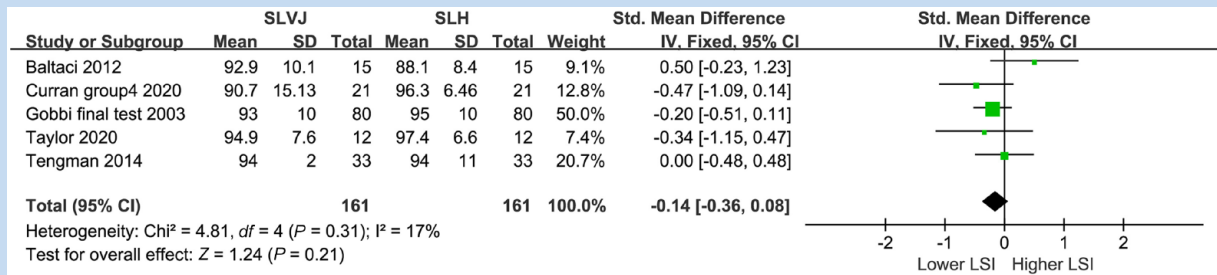 SLVJ SLH Std. Mean Difference Std. Mean Difference
Study or Subgroup Mean SD Total Mean SD Total Weight IV, Fixed, 95% CI IV, Fixed, 95% CI
Baltaci 2012 92.9 10.1 15 88.1 8.4 15 9.1% 0.50 [-0.23, 1.23]
Curran group4 2020 90.7 15.13 21 96.3 6.46 21 12.8% -0.47 [-1.09, 0.14]
Gobbi final test 2003 93 10 80 95 10 80 50.0% -0.20 [-0.51, 0.11]
Taylor 2020 94.9 7.6 12 97.4 6.6 12 7.4% -0.34 [-1.15, 0.47]
Tengman 2014 94 2 33 94 11 33 20.7% 0.00 [-0.48, 0.48]
Total (95% CI) 161 161 100.0% -0.14 [-0.36, 0.08]
Heterogeneity: Chi² = 4.81, df = 4 (P = 0.31); I² = 17%
Test for overall effect: Z = 1.24 (P = 0.21)
-2 -1 0 1 2
Lower LSI Higher LSI